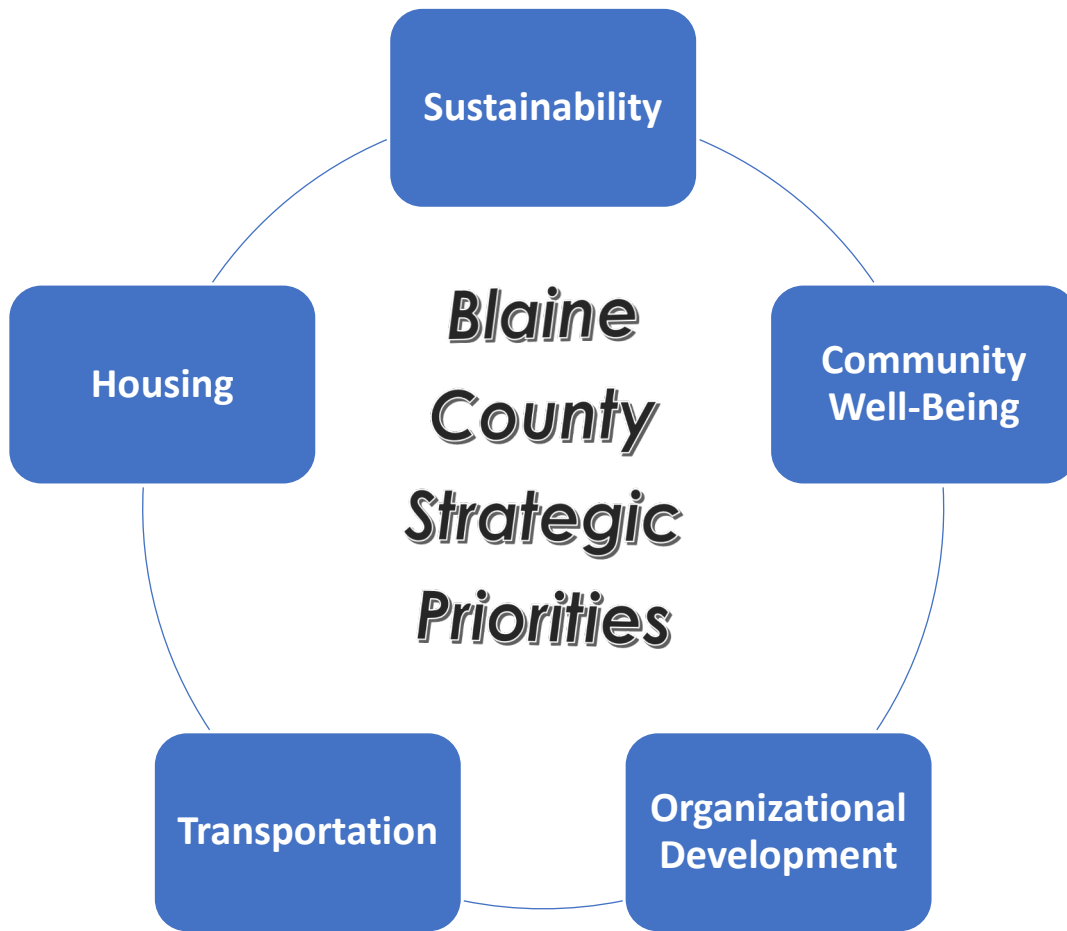 Sustainability
Community
Well-Being
Organizational
Development
Transportation
Housing
Blaine
County
Strategic
Priorities